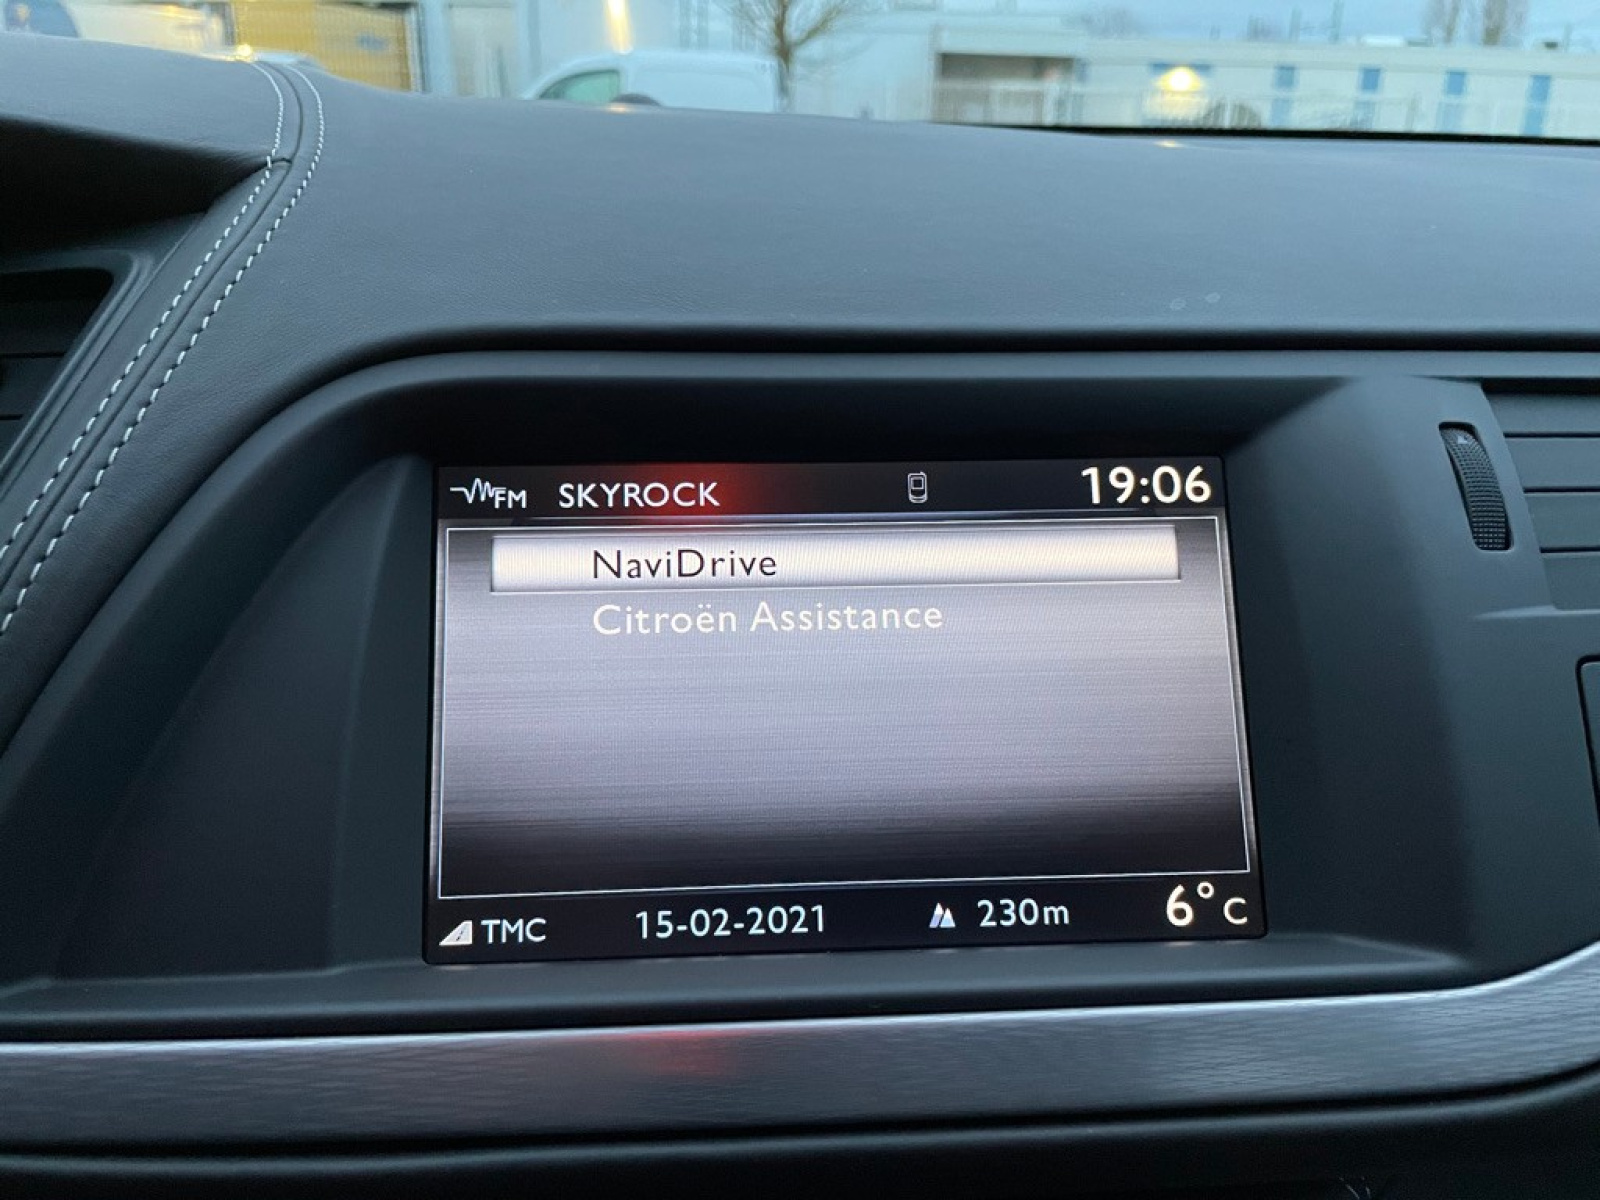 FM SKYROCK 19:06
NaviDrive
Citroën Assistance
TMC 15-02-2021 230m 6°C